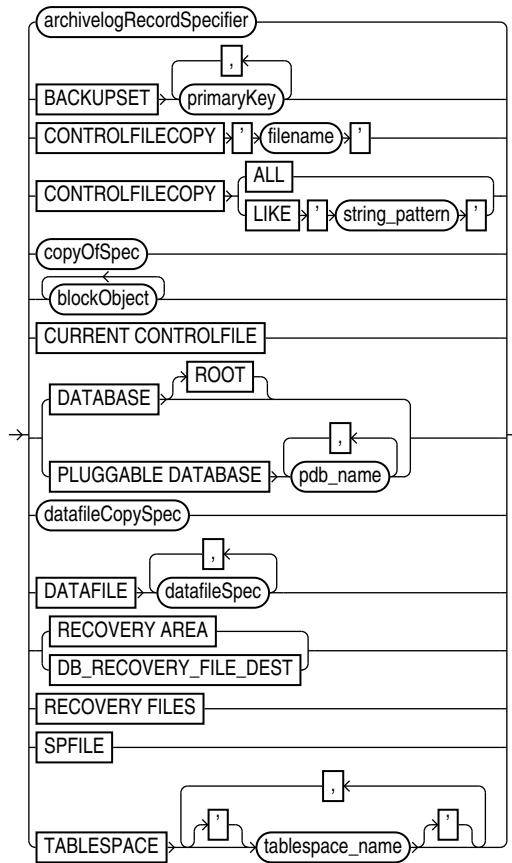 archivelogRecordSpecifier
,
BACKUPSET primaryKey
CONTROLFILECOPY ' filename '
ALL
CONTROLFILECOPY
LIKE ' string_pattern '
copyOfSpec
blockObject
CURRENT CONTROLFILE
ROOT
DATABASE
,
PLUGGABLE DATABASE pdb_name
datafileCopySpec
,
DATAFILE datafileSpec
RECOVERY AREA
DB_RECOVERY_FILE_DEST
RECOVERY FILES
SPFILE
,
' '
TABLESPACE tablespace_name